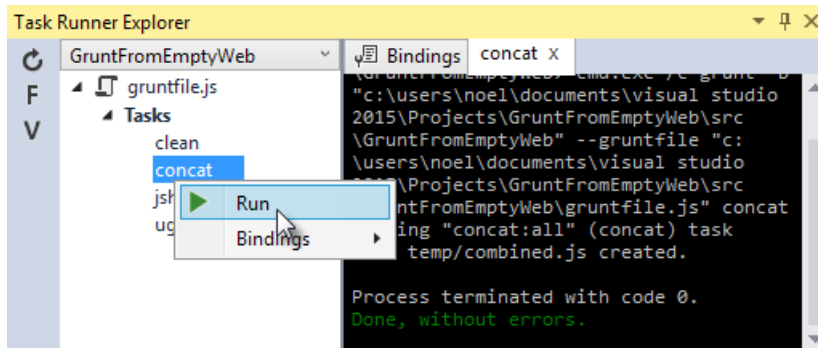 Task Runner Explorer
GruntFromEmptyWeb
Bindings
concat x
F
V
gruntfile.js
Tasks
clean
concat
Run
Bindings
"c:\users\noel\documents\visual studio
2015\Projects\GruntFromEmptyWeb\src
\GruntFromEmptyWeb" --gruntfile "c:
\users\noel\documents\visual studio
\Projects\GruntFromEmptyWeb\src
ntFromEmptyWeb\gruntfile.js" concat
ing "concat:all" (concat) task
temp/combined.js created.
Process terminated with code 0.
Done, without errors.